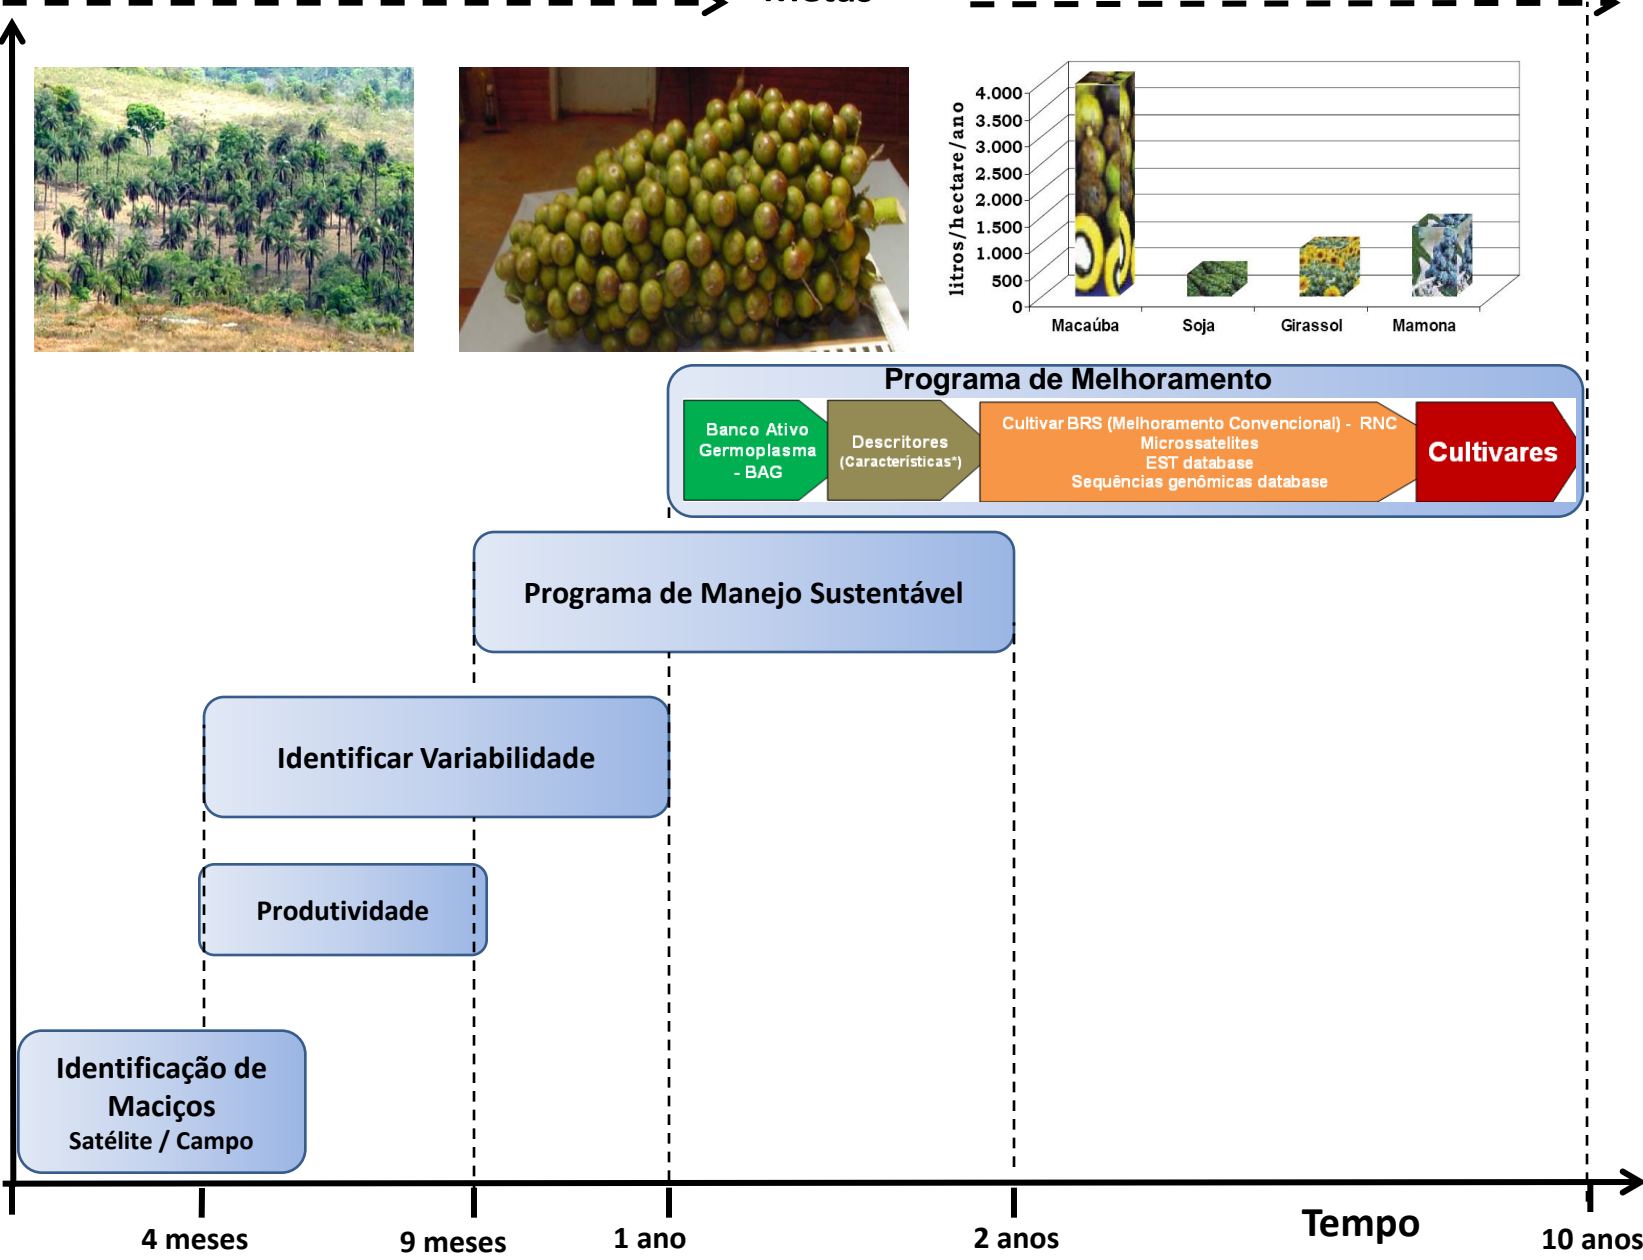 Metas
litros/hectare/ano
4.000
3.500
3.000
2.500
2.000
1.500
1.000
500
0
Macaúba Soja Girassol Mamona
Programa de Melhoramento
Banco Ativo
Germoplasma
- BAG
Descritores
(Características*)
Cultivar BRS (Melhoramento Convencional) - RNC
Microssatelites
EST database
Sequências genômicas database
Cultivares
Programa de Manejo Sustentável
Identificar Variabilidade
Produtividade
Identificação de
Maciços
Satélite / Campo
4 meses 9 meses 1 ano 2 anos 10 anos
Tempo